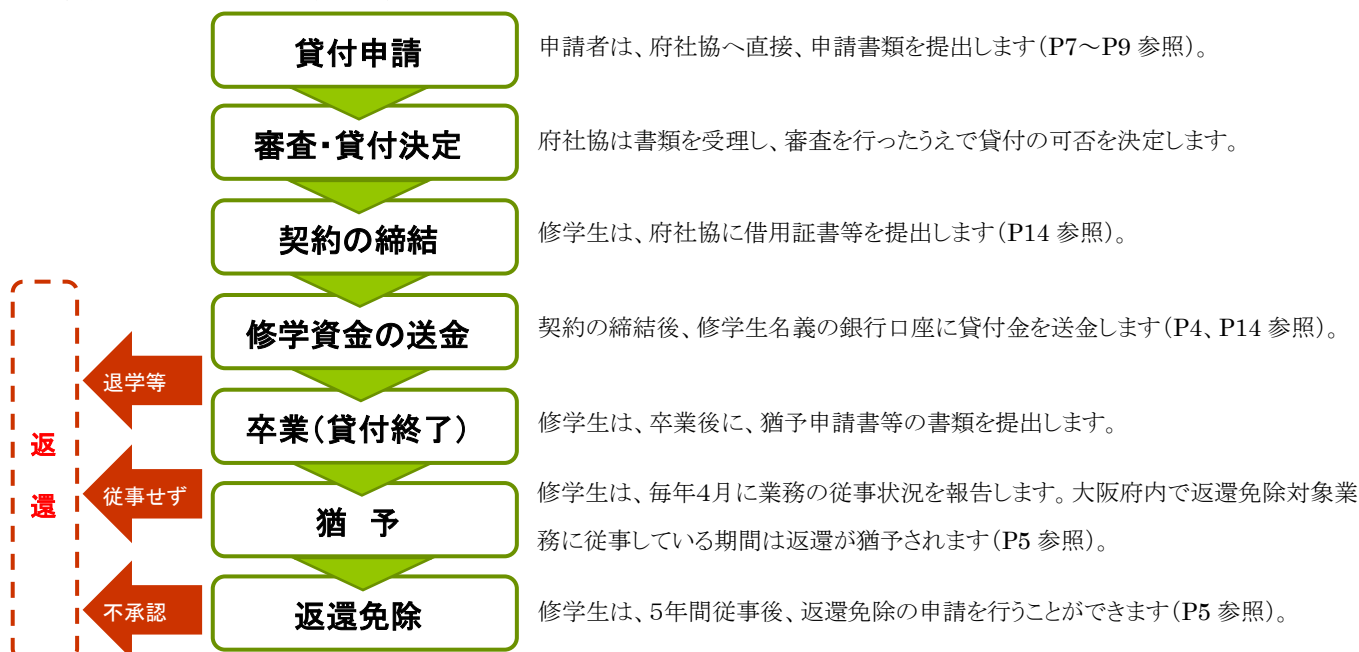 貸付申請
申請者は、府社協へ直接、申請書類を提出します(P7～P9 参照)。
審査・貸付決定
府社協は書類を受理し、審査を行ったうえで貸付の可否を決定します。
契約の締結
修学生は、府社協に借用証書等を提出します(P14 参照)。
修学資金の送金
契約の締結後、修学生名義の銀行口座に貸付金を送金します(P4、P14 参照)。
退学等
卒業(貸付終了)
修学生は、卒業後に、猶予申請書等の書類を提出します。
返
還
従事せず
猶 予
修学生は、毎年4月に業務の従事状況を報告します。大阪府内で返還免除対象業
務に従事している期間は返還が猶予されます(P5 参照)。
不承認
返還免除
修学生は、5年間従事後、返還免除の申請を行うことができます(P5 参照)。